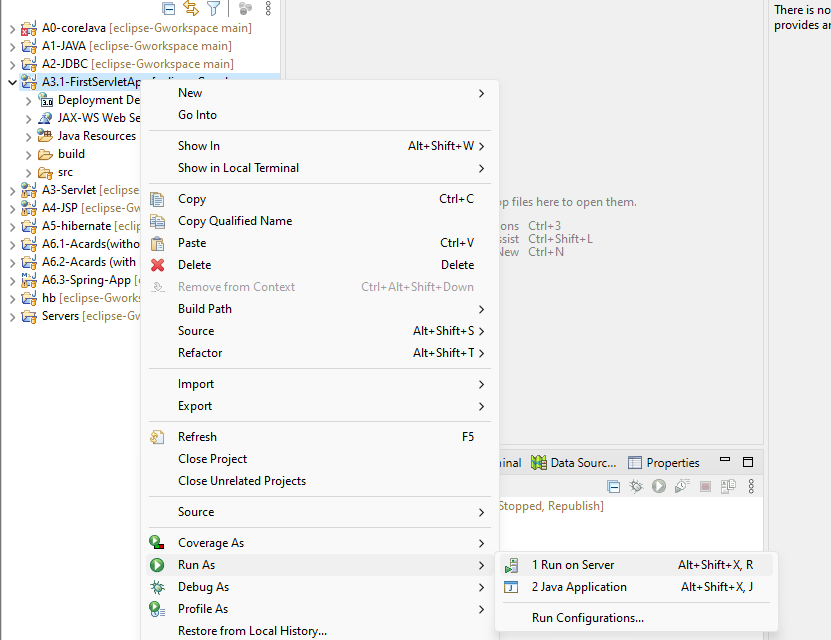 There is no
provides an
A0-coreJava [eclipse-Gworkspace main]
A1-JAVA [eclipse-Gworkspace main]
A2-JDBC [eclipse-Gworkspace main]
A3.1-FirstServletAp
Deployment De
3.0
JAX-WS Web Se
Java Resources
build
src
A3-Servlet [eclipse
A4-JSP [eclipse-Gw
A5-hibernate [eclip
A6.1-Acards(witho
A6.2-Acards (with
A6.3-Spring-App [
hb [eclipse-Gworks
Servers [eclipse-Gw
New
Go Into
Show In Alt+Shift+W
Show in Local Terminal
Copy Ctrl+C
Copy Qualified Name
Paste Ctrl+V
Delete Delete
Remove from Context Ctrl+Alt+Shift+Down
Build Path
Source Alt+Shift+S
Refactor Alt+Shift+T
Import
Export
Refresh F5
Close Project
Close Unrelated Projects
Source
Coverage As
Run As
Debug As
Profile As
Restore from Local History...
p files here to open them.
ons Ctrl+3
ssist Ctrl+Shift+L
New Ctrl+N
inal Data Sourc... Properties
Stopped, Republish]
1 Run on Server Alt+Shift+X, R
2 Java Application Alt+Shift+X, J
Run Configurations...